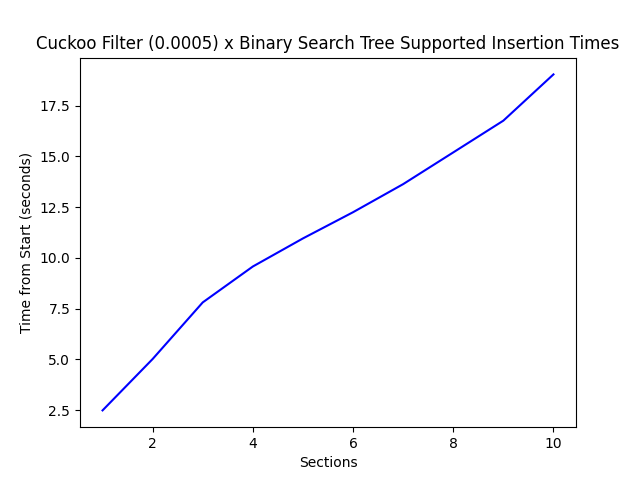 Cuckoo Filter (0.0005) x Binary Search Tree Supported Insertion Times
17.5
15.0
12.5
10.0
7.5
5.0
2.5
Time from Start (seconds)
2 4 6 8 10
Sections